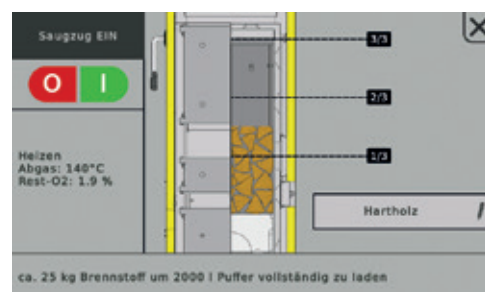 Saugzug EIN
O I
3/3
2/3
1/3
Heizen
Abgas: 140°C
Rest-O2: 1.9 %
Hartholz
ca. 25 kg Brennstoff um 2000 l Puffer vollständig zu laden